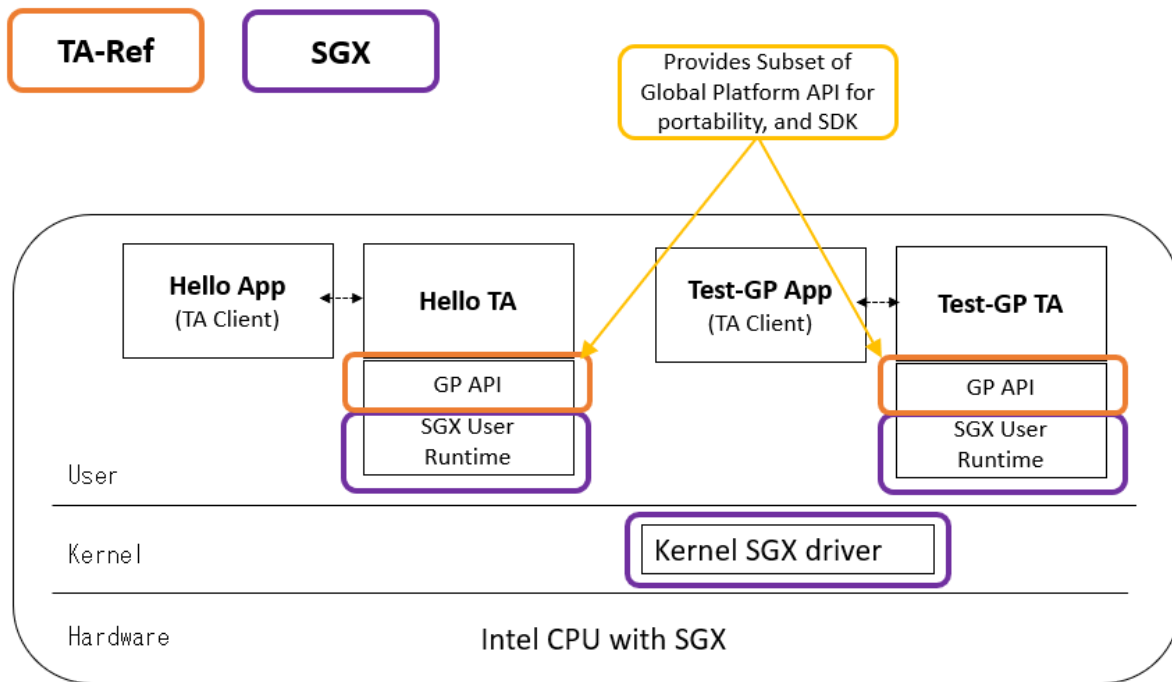 TA-Ref
SGX
Provides Subset of
Global Platform API for
portability, and SDK
Hello App
(TA Client)
Hello TA
Test-GP App
(TA Client)
Test-GP TA
GP API
GP API
SGX User
Runtime
SGX User
Runtime
User
Kernel
Kernel SGX driver
Hardware
Intel CPU with SGX